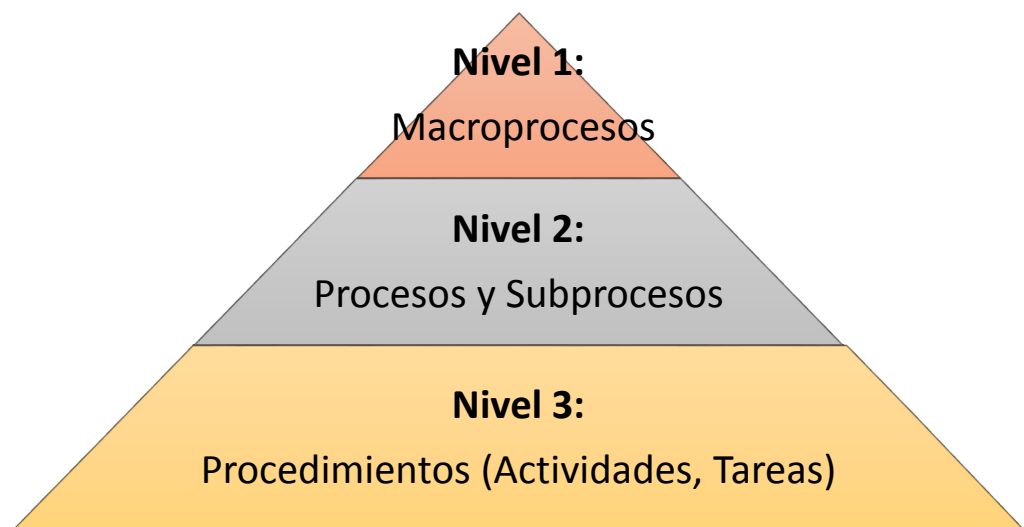 Nivel 1:
Macroprocesos
Nivel 2:
Procesos y Subprocesos
Nivel 3:
Procedimientos (Actividades, Tareas)